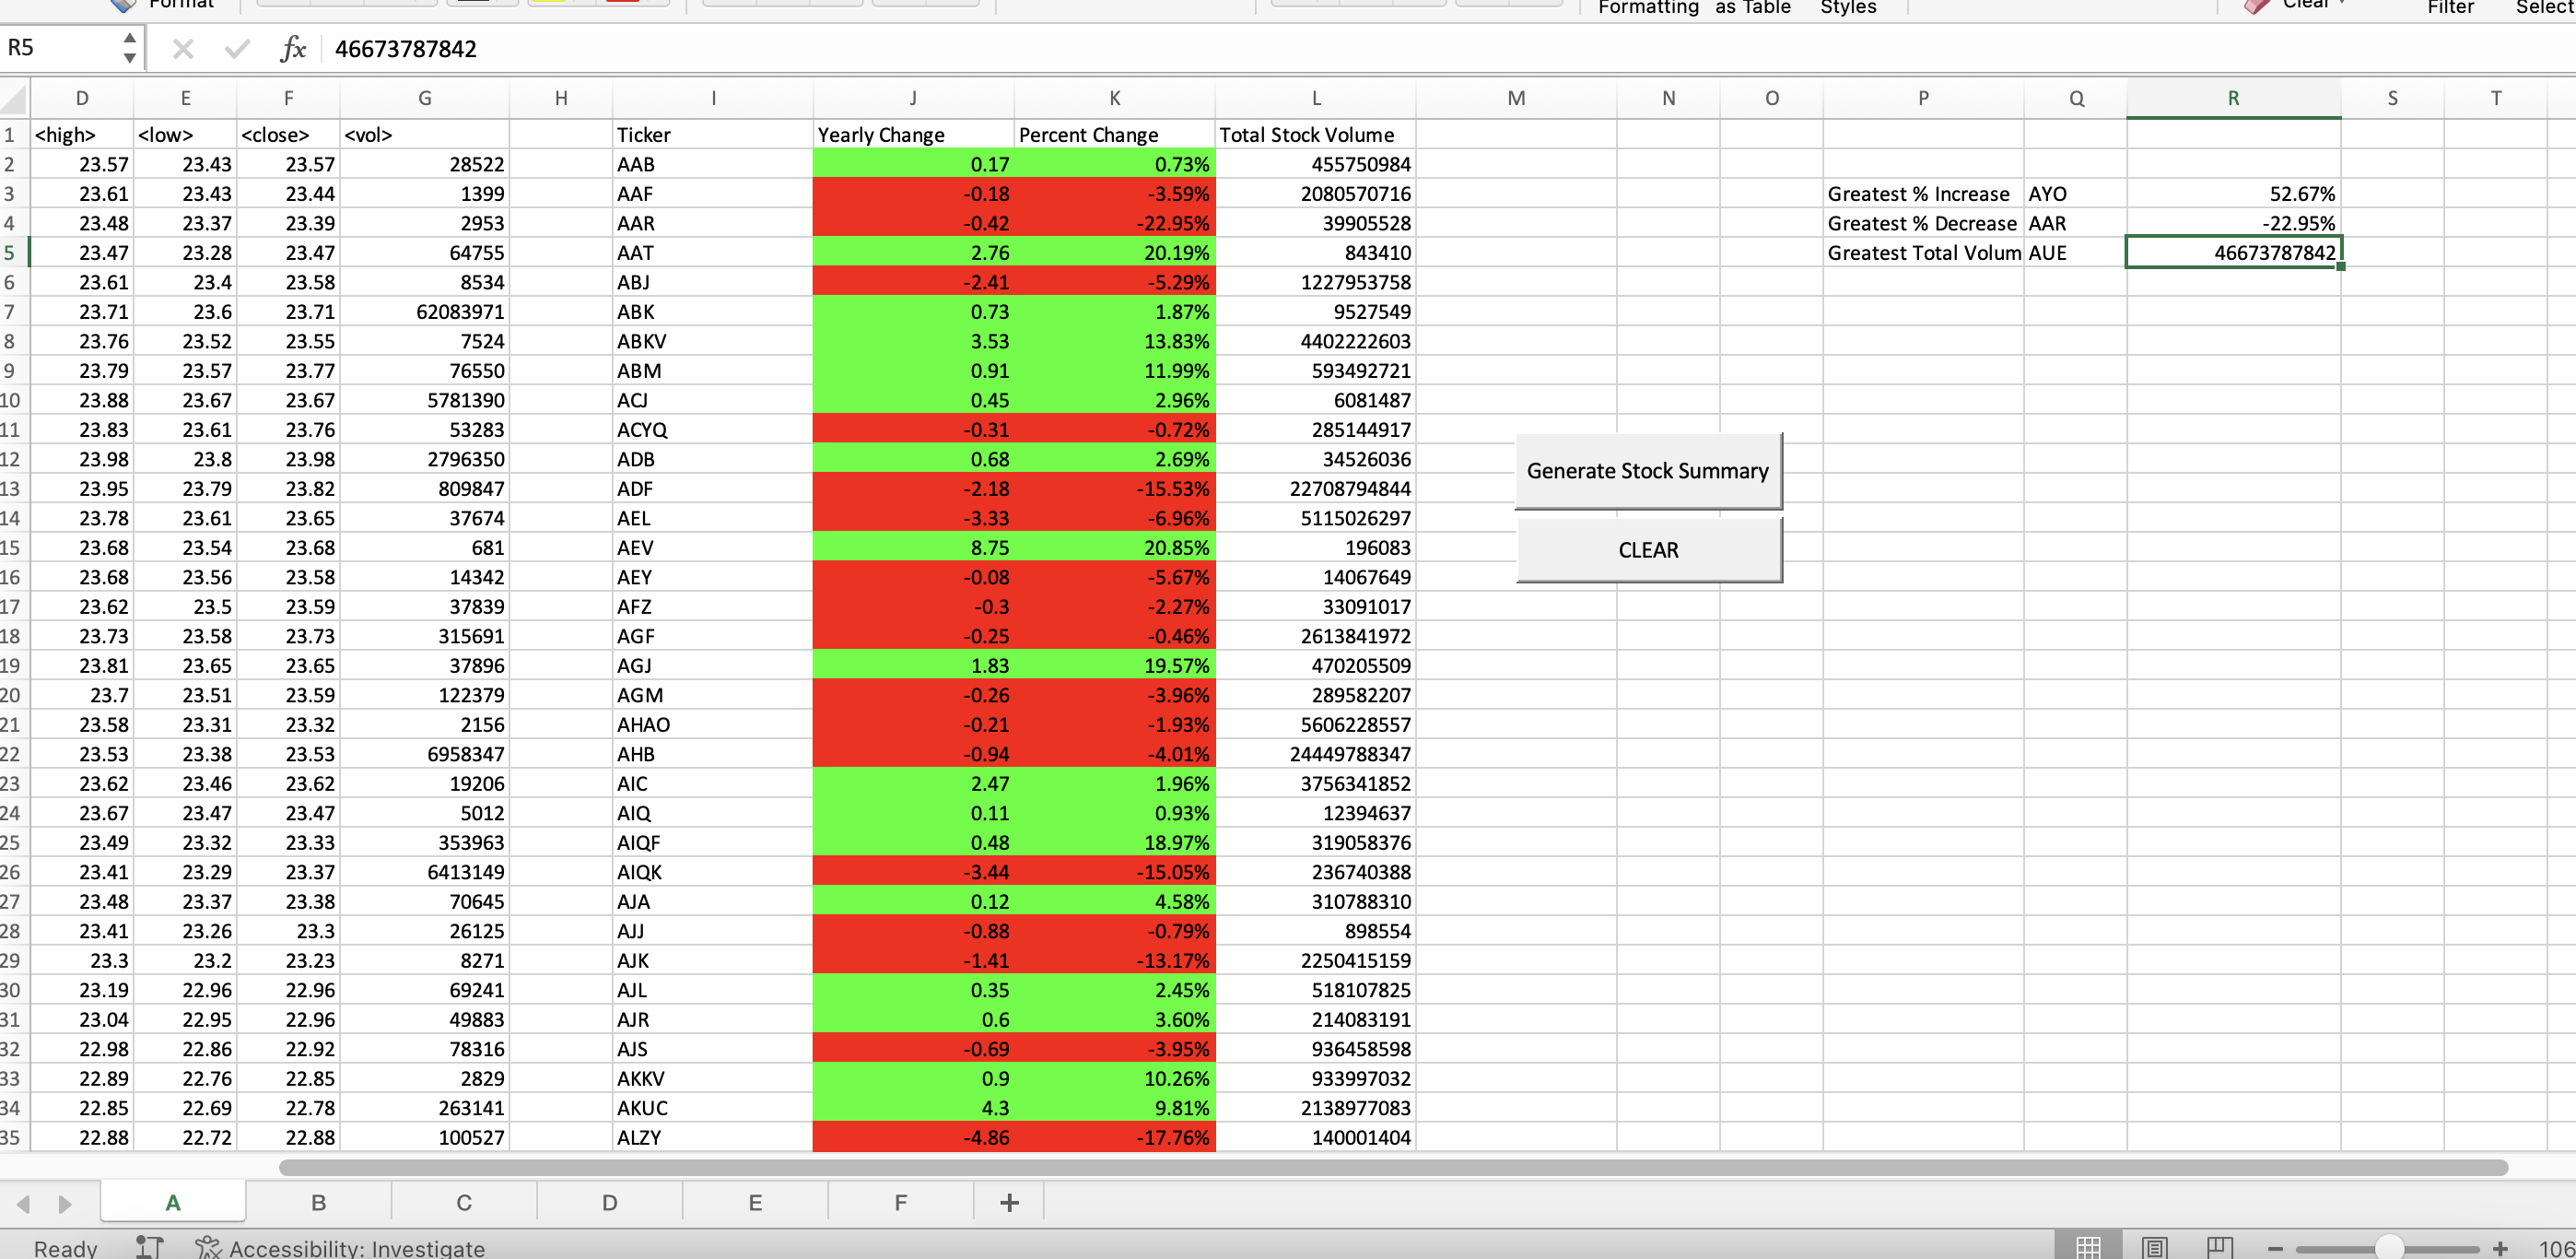 Format Formatting as Table Styles Clear Filter Select
R5 fx 46673787842
D E F G H I J K L M N O P Q R S T
1 <high> <low> <close> <vol> Ticker Yearly Change Percent Change Total Stock Volume
2 23.57 23.43 23.57 28522 AAB 0.17 0.73% 455750984
3 23.61 23.43 23.44 1399 AAF -0.18 -3.59% 2080570716 Greatest % Increase AYO 52.67%
4 23.48 23.37 23.39 2953 AAR -0.42 -22.95% 39905528 Greatest % Decrease AAR -22.95%
5 23.47 23.28 23.47 64755 AAT 2.76 20.19% 843410 Greatest Total Volum AUE 46673787842
6 23.61 23.4 23.58 8534 ABJ -2.41 -5.29% 1227953758
7 23.71 23.6 23.71 62083971 ABK 0.73 1.87% 9527549
8 23.76 23.52 23.55 7524 ABKV 3.53 13.83% 4402222603
9 23.79 23.57 23.77 76550 ABM 0.91 11.99% 593492721
10 23.88 23.67 23.67 5781390 ACJ 0.45 2.96% 6081487
11 23.83 23.61 23.76 53283 ACYQ -0.31 -0.72% 285144917
12 23.98 23.8 23.98 2796350 ADB 0.68 2.69% 34526036 Generate Stock Summary
13 23.95 23.79 23.82 809847 ADF -2.18 -15.53% 22708794844
14 23.78 23.61 23.65 37674 AEL -3.33 -6.96% 5115026297
15 23.68 23.54 23.68 681 AEV 8.75 20.85% 196083 CLEAR
16 23.68 23.56 23.58 14342 AEY -0.08 -5.67% 14067649
17 23.62 23.5 23.59 37839 AFZ -0.3 -2.27% 33091017
18 23.73 23.58 23.73 315691 AGF -0.25 -0.46% 2613841972
19 23.81 23.65 23.65 37896 AGJ 1.83 19.57% 470205509
20 23.7 23.51 23.59 122379 AGM -0.26 -3.96% 289582207
21 23.58 23.31 23.32 2156 AHAO -0.21 -1.93% 5606228557
22 23.53 23.38 23.53 6958347 AHB -0.94 -4.01% 24449788347
23 23.62 23.46 23.62 19206 AIC 2.47 1.96% 3756341852
24 23.67 23.47 23.47 5012 AIQ 0.11 0.93% 12394637
25 23.49 23.32 23.33 353963 AIQF 0.48 18.97% 319058376
26 23.41 23.29 23.37 6413149 AIQK -3.44 -15.05% 236740388
27 23.48 23.37 23.38 70645 AJA 0.12 4.58% 310788310
28 23.41 23.26 23.3 26125 AJJ -0.88 -0.79% 898554
29 23.3 23.2 23.23 8271 AJK -1.41 -13.17% 2250415159
30 23.19 22.96 22.96 69241 AJL 0.35 2.45% 518107825
31 23.04 22.95 22.96 49883 AJR 0.6 3.60% 214083191
32 22.98 22.86 22.92 78316 AJS -0.69 -3.95% 936458598
33 22.89 22.76 22.85 2829 AKKV 0.9 10.26% 933997032
34 22.85 22.69 22.78 263141 AKUC 4.3 9.81% 2138977083
35 22.88 22.72 22.88 100527 ALZY -4.86 -17.76% 140001404
A B C D E F +
Ready Accessibility: Investigate 106